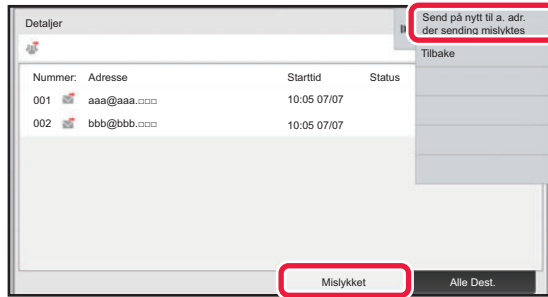 Detaljer
Send på nytt til a. adr.
der sending mislyktes
Tilbake
Nummer: Adresse Starttid Status
001 aaa@aaa.□□□ 10:05 07/07
002 bbb@bbb.□□□ 10:05 07/07
Mislykket Alle Dest.